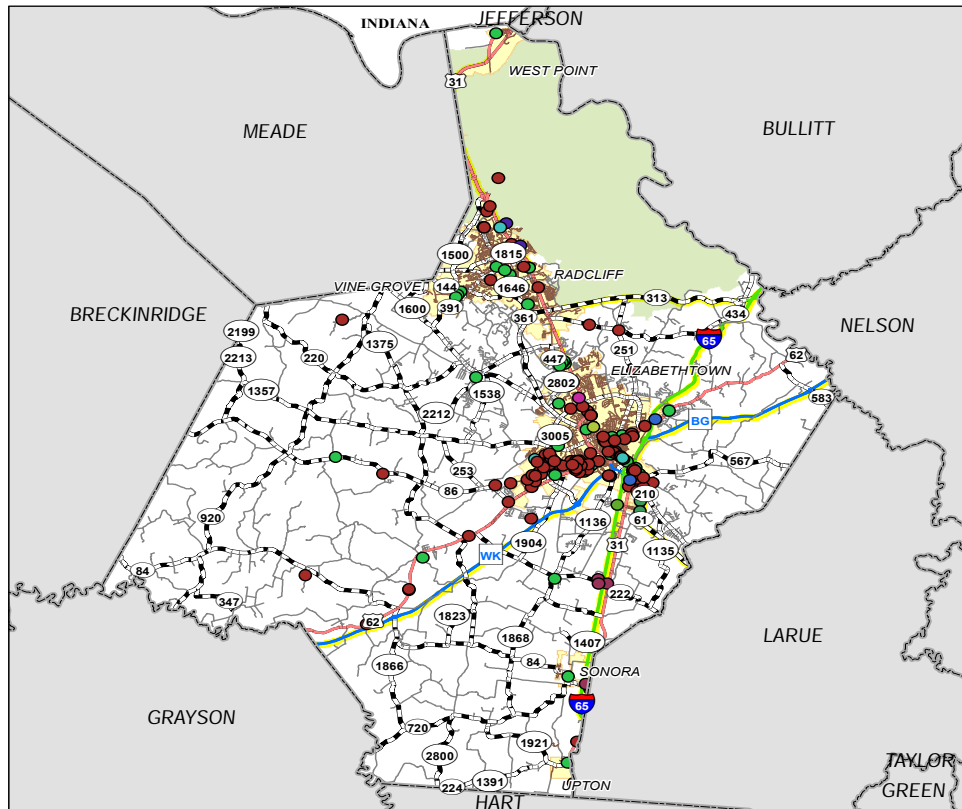 INDIANA
JEFFERSON
WEST POINT
31
MEADE
BULLITT
1500
1815
RADCLIFF
VINE GROVE
144
1646
313
391
1600
361
434
BRECKINRIDGE
NELSON
2199
65
2213
220
1375
251
447
62
1357
ELIZABETHTOWN
2802
1538
583
2212
BG
3005
253
567
86
210
920
61
1136
1904
31
1135
WK
84
222
347
62
1823
1868
1407
LARUE
84
1866
SONORA
65
GRAYSON
720
1921
2800
TAYLOR
1391
UPTON
224
GREEN
HART